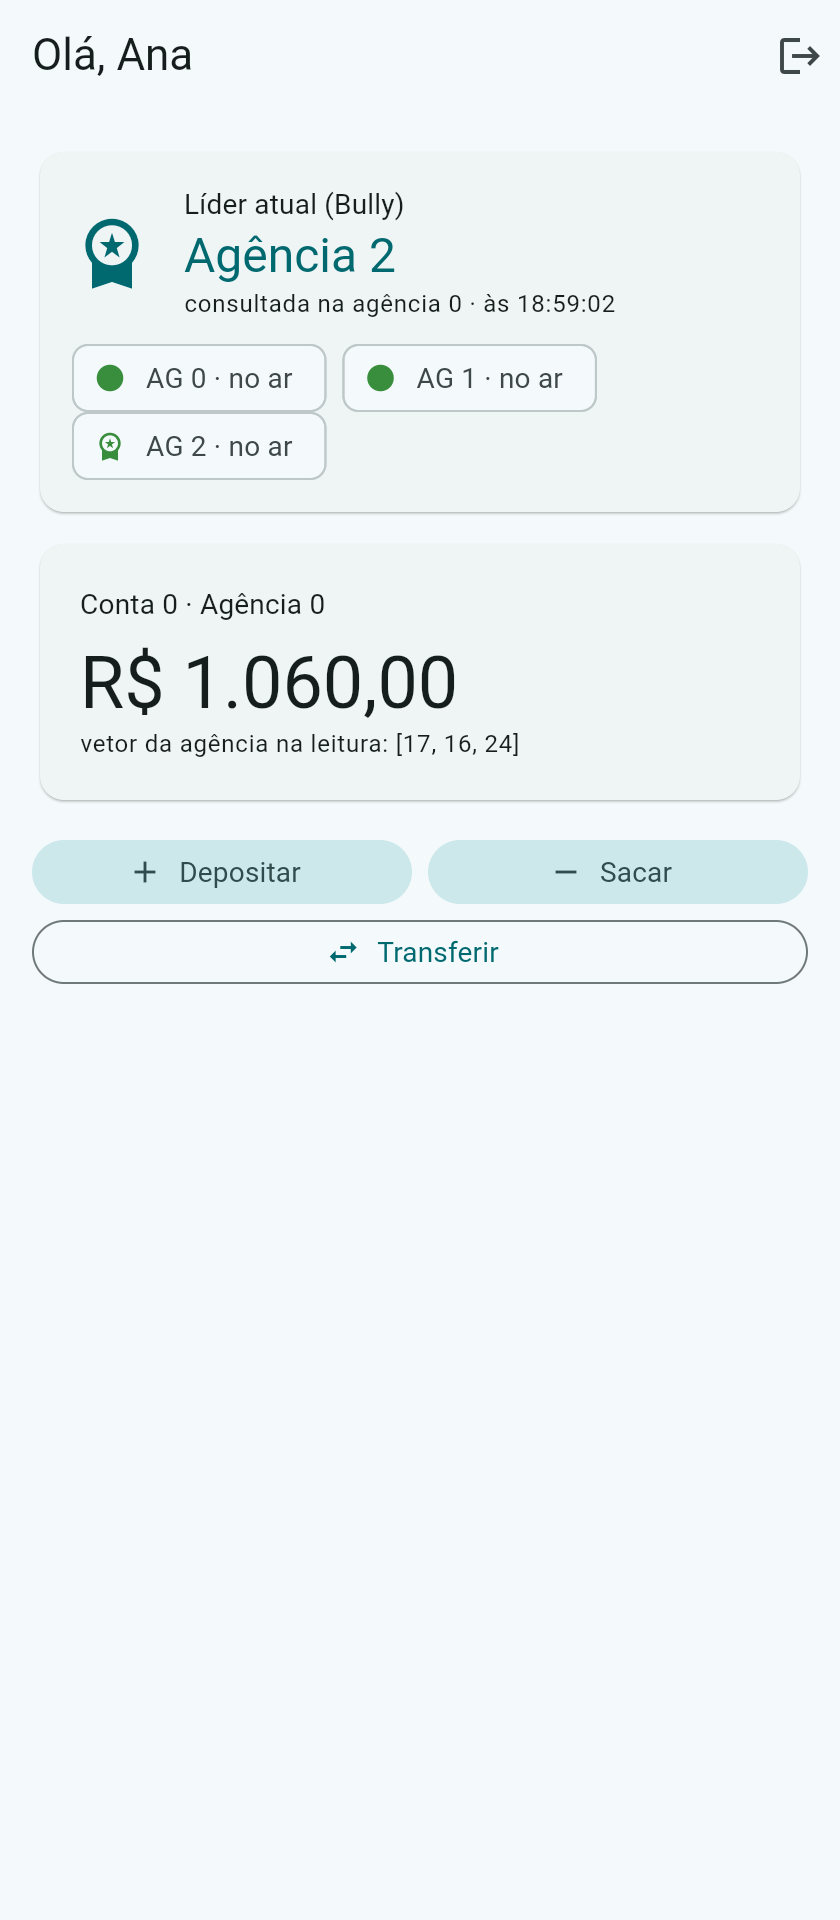 Olá, Ana
Líder atual (Bully)
Agência 2
consultada na agência 0 · às 18:59:02
AG 0 · no ar
AG 1 · no ar
AG 2 · no ar
Conta 0 · Agência 0
R$ 1.060,00
vetor da agência na leitura: [17, 16, 24]
Depositar
Sacar
Transferir